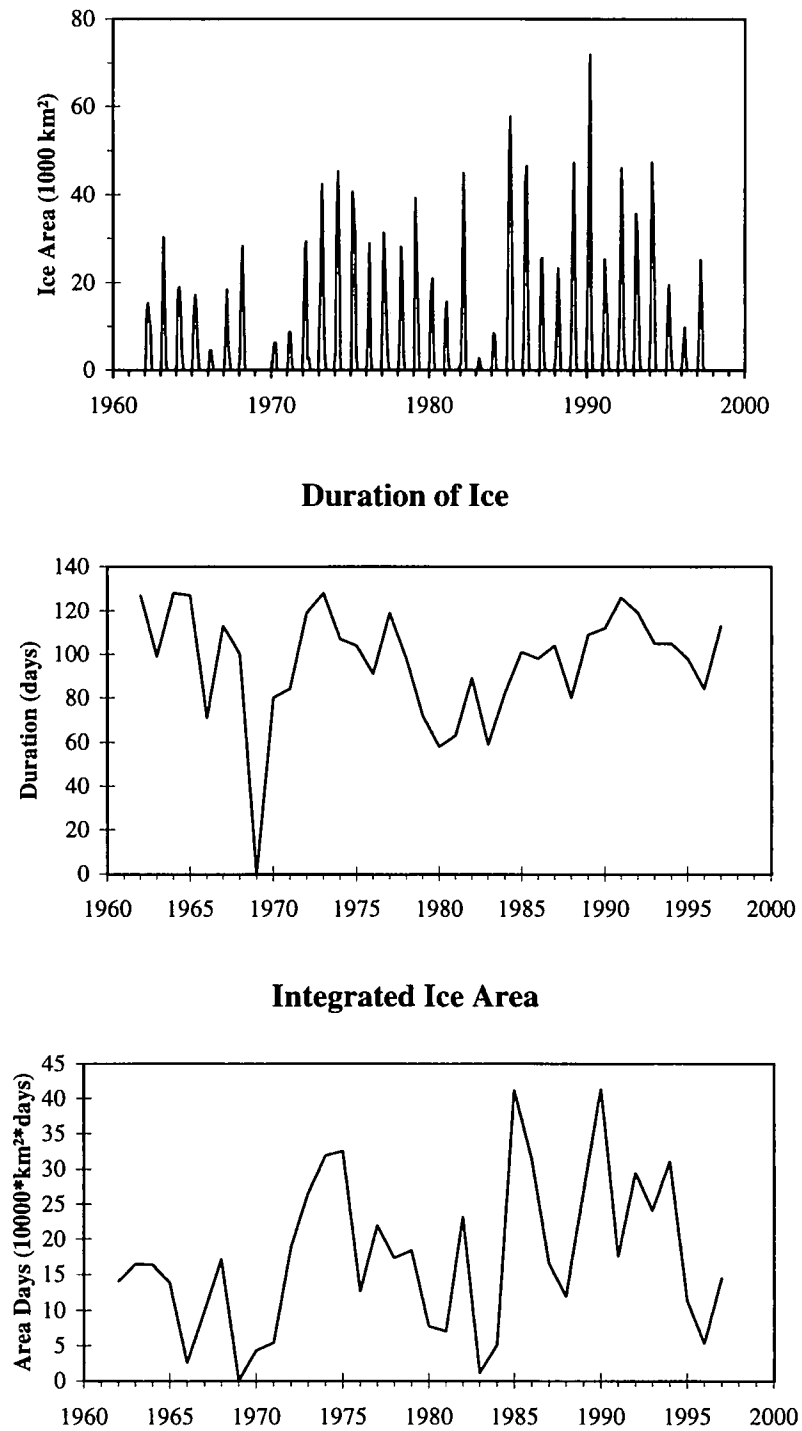 80
60
40
20
0
Ice Area (1000 km²)
1960 1970 1980 1990 2000
Duration of Ice
140
120
100
80
60
40
20
0
Duration (days)
1960 1965 1970 1975 1980 1985 1990 1995 2000
Integrated Ice Area
45
40
35
30
25
20
15
10
5
0
Area Days (10000*km²*days)
1960 1965 1970 1975 1980 1985 1990 1995 2000